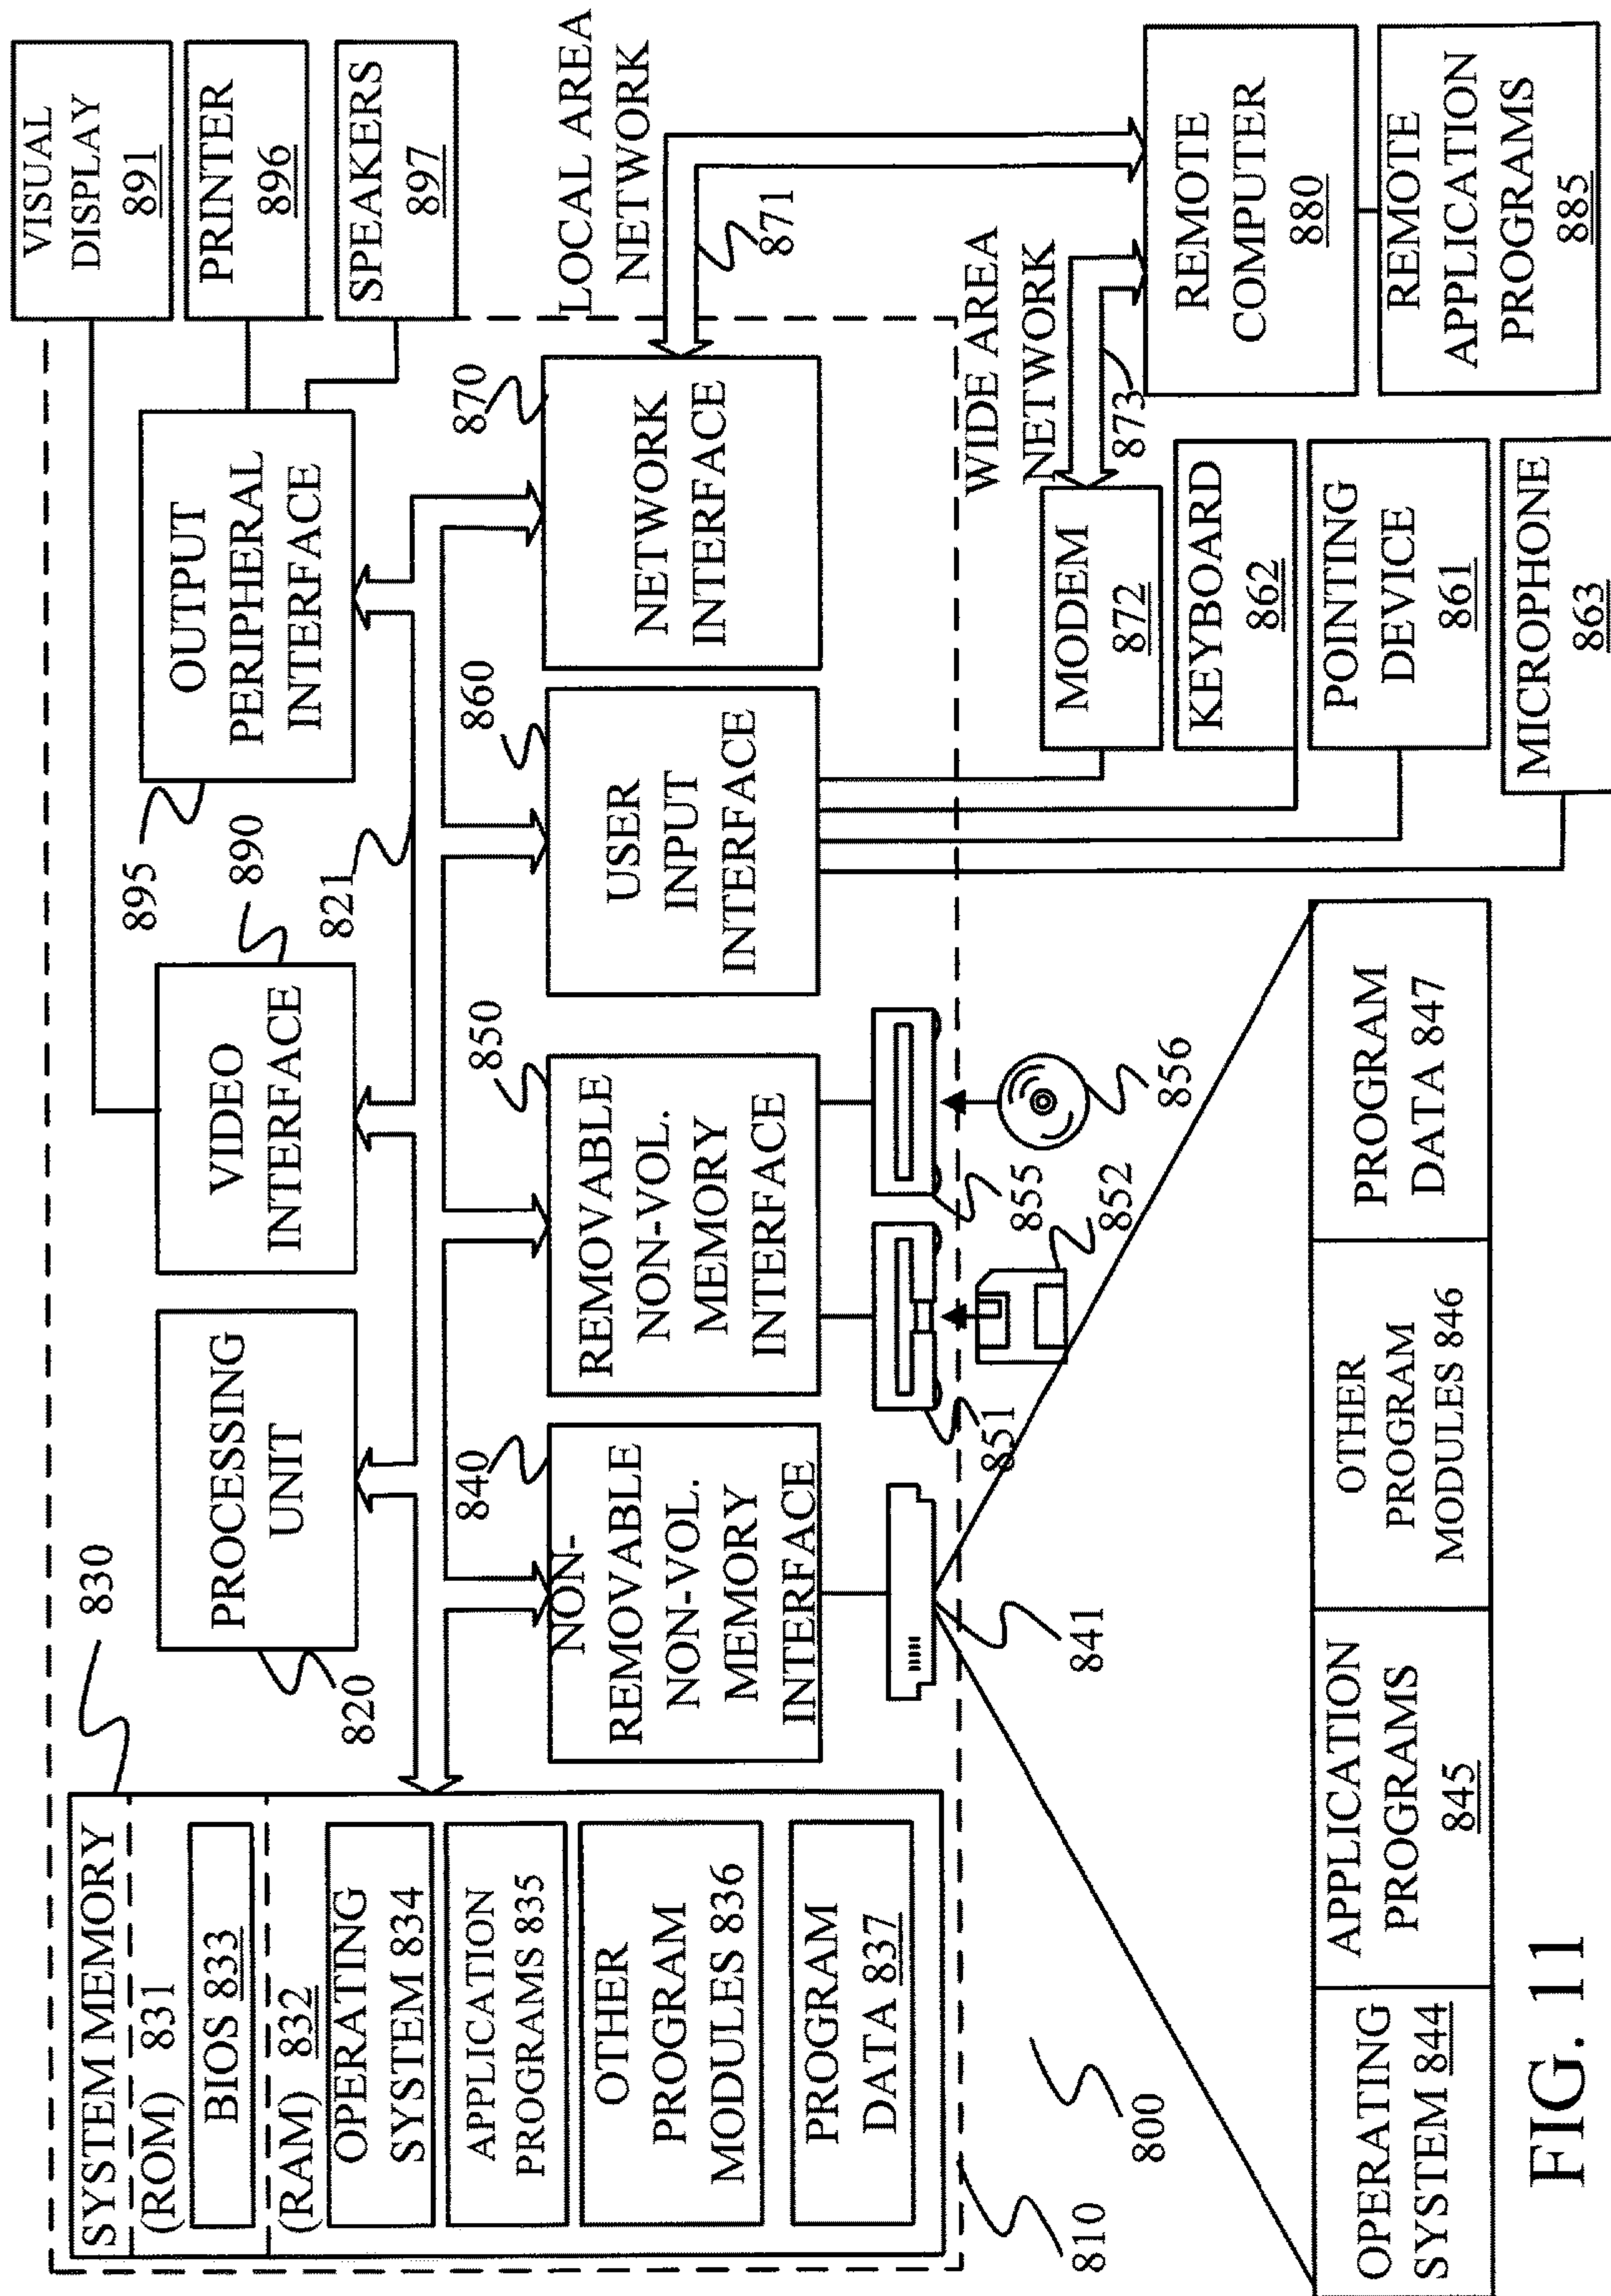 SYSTEM MEMORY
(ROM) 831
BIOS 833
(RAM) 832
OPERATING
SYSTEM 834
APPLICATION
PROGRAMS 835
OTHER
PROGRAM
MODULES 836
PROGRAM
DATA 837
830
PROCESSING
UNIT
820
VIDEO
INTERFACE
890
821
OUTPUT
PERIPHERAL
INTERFACE
895
VISUAL
DISPLAY
891
PRINTER
896
SPEAKERS
897
NON-
REMOVABLE
NON-VOL.
MEMORY
INTERFACE
840
REMOVABLE
NON-VOL.
MEMORY
INTERFACE
850
USER
INPUT
INTERFACE
860
NETWORK
INTERFACE
870
LOCAL AREA
NETWORK
871
841
851
852
855
856
WIDE AREA
NETWORK
873
MODEM
872
KEYBOARD
862
POINTING
DEVICE
861
MICROPHONE
863
REMOTE
COMPUTER
880
REMOTE
APPLICATION
PROGRAMS
885
810
800
OPERATING
SYSTEM 844
APPLICATION
PROGRAMS
845
OTHER
PROGRAM
MODULES 846
PROGRAM
DATA 847
FIG. 11